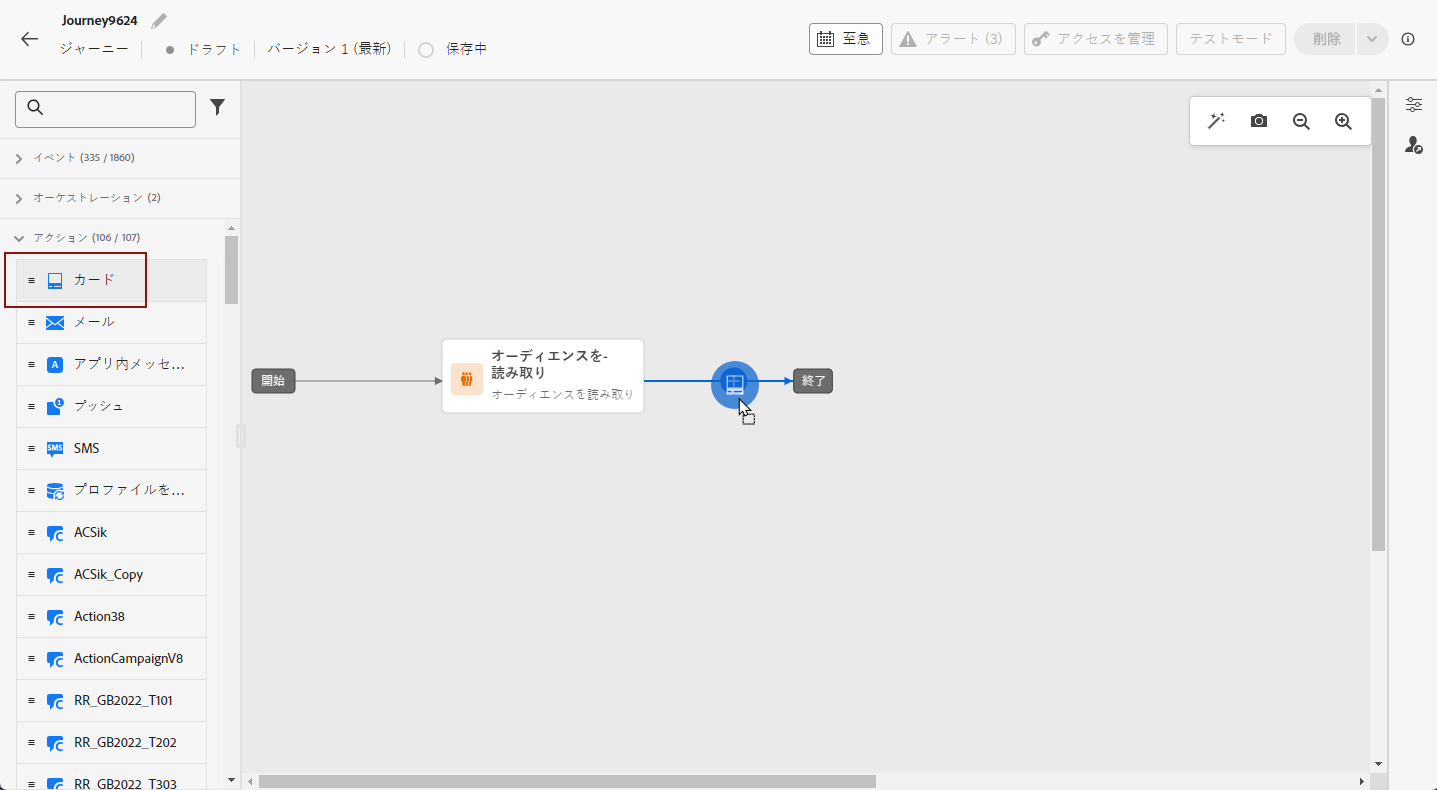 Journey9624
ジャーニー ドラフト バージョン 1 (最新) 保存中
至急 アラート (3) アクセスを管理 テストモード 削除
イベント (335 / 1860)
オーケストレーション (2)
アクション (106 / 107)
カード
メール
アプリ内メッセ...
プッシュ
SMS
プロファイルを...
ACSik
ACSik_Copy
Action38
ActionCampaignV8
RR_GB2022_T101
RR_GB2022_T202
RR_GB2022_T303
開始
オーディエンスを-
読み取り
オーディエンスを読み取り
終了